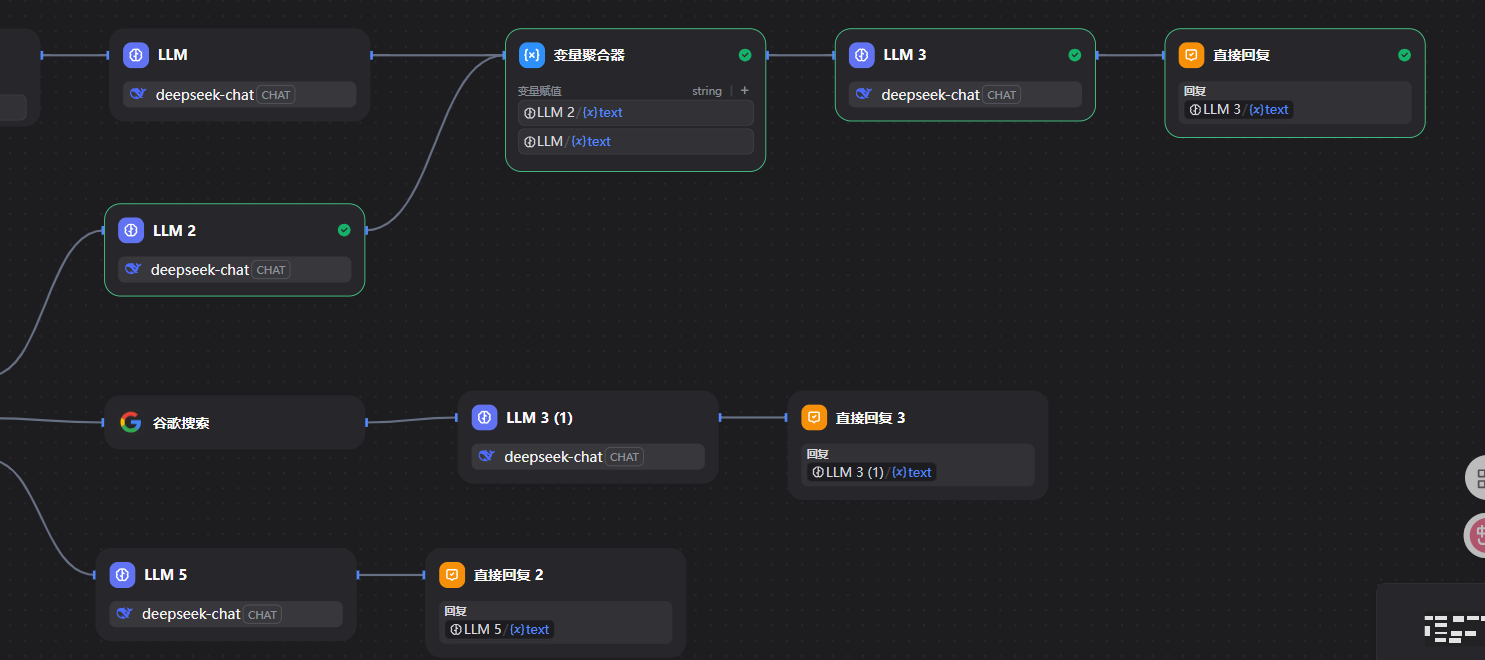 LLM
deepseek-chat CHAT
变量聚合器
变量赋值 string
LLM 2/{x}text
LLM/{x}text
LLM 3
deepseek-chat CHAT
直接回复
回复
LLM 3/{x}text
LLM 2
deepseek-chat CHAT
谷歌搜索
LLM 3 (1)
deepseek-chat CHAT
直接回复 3
回复
LLM 3 (1)/{x}text
LLM 5
deepseek-chat CHAT
直接回复 2
回复
LLM 5/{x}text